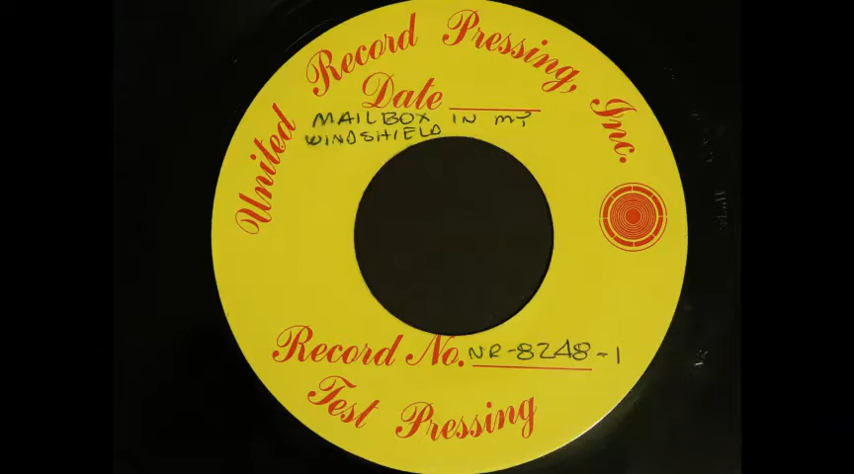 United Record Pressing, Inc.
Date
MAILBOX IN MY
WINDSHIELD
Record No. NR-8248-1
Test Pressing